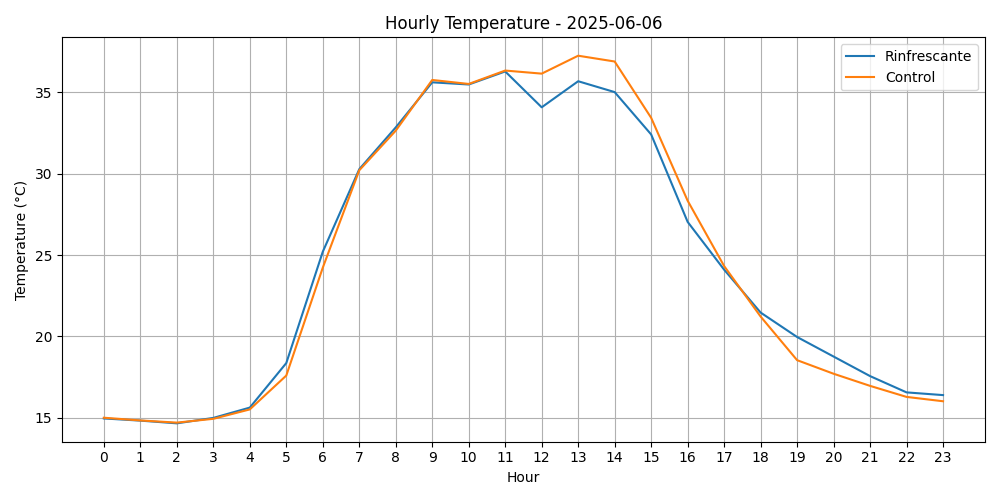 Hourly Temperature - 2025-06-06
Rinfrescante
Control
Temperature (°C)
35
30
25
20
15
0 1 2 3 4 5 6 7 8 9 10 11 12 13 14 15 16 17 18 19 20 21 22 23
Hour